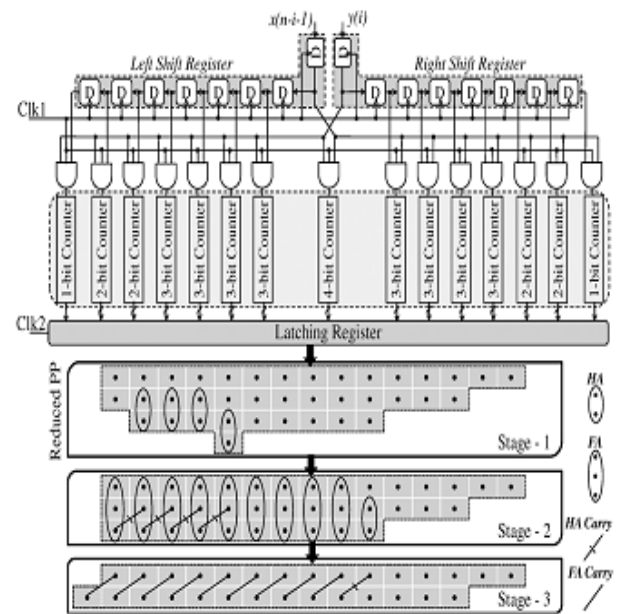 x(n-i-1) y(i)
D D
Left Shift Register Right Shift Register
D D D D D D D D D D D D D D
Clk1
1-bit Counter
2-bit Counter
2-bit Counter
3-bit Counter
3-bit Counter
3-bit Counter
3-bit Counter
4-bit Counter
3-bit Counter
3-bit Counter
3-bit Counter
3-bit Counter
2-bit Counter
2-bit Counter
1-bit Counter
Clk2
Latching Register
Reduced PP
Stage - 1
HA
FA
Stage - 2
HA Carry
Stage - 3
FA Carry